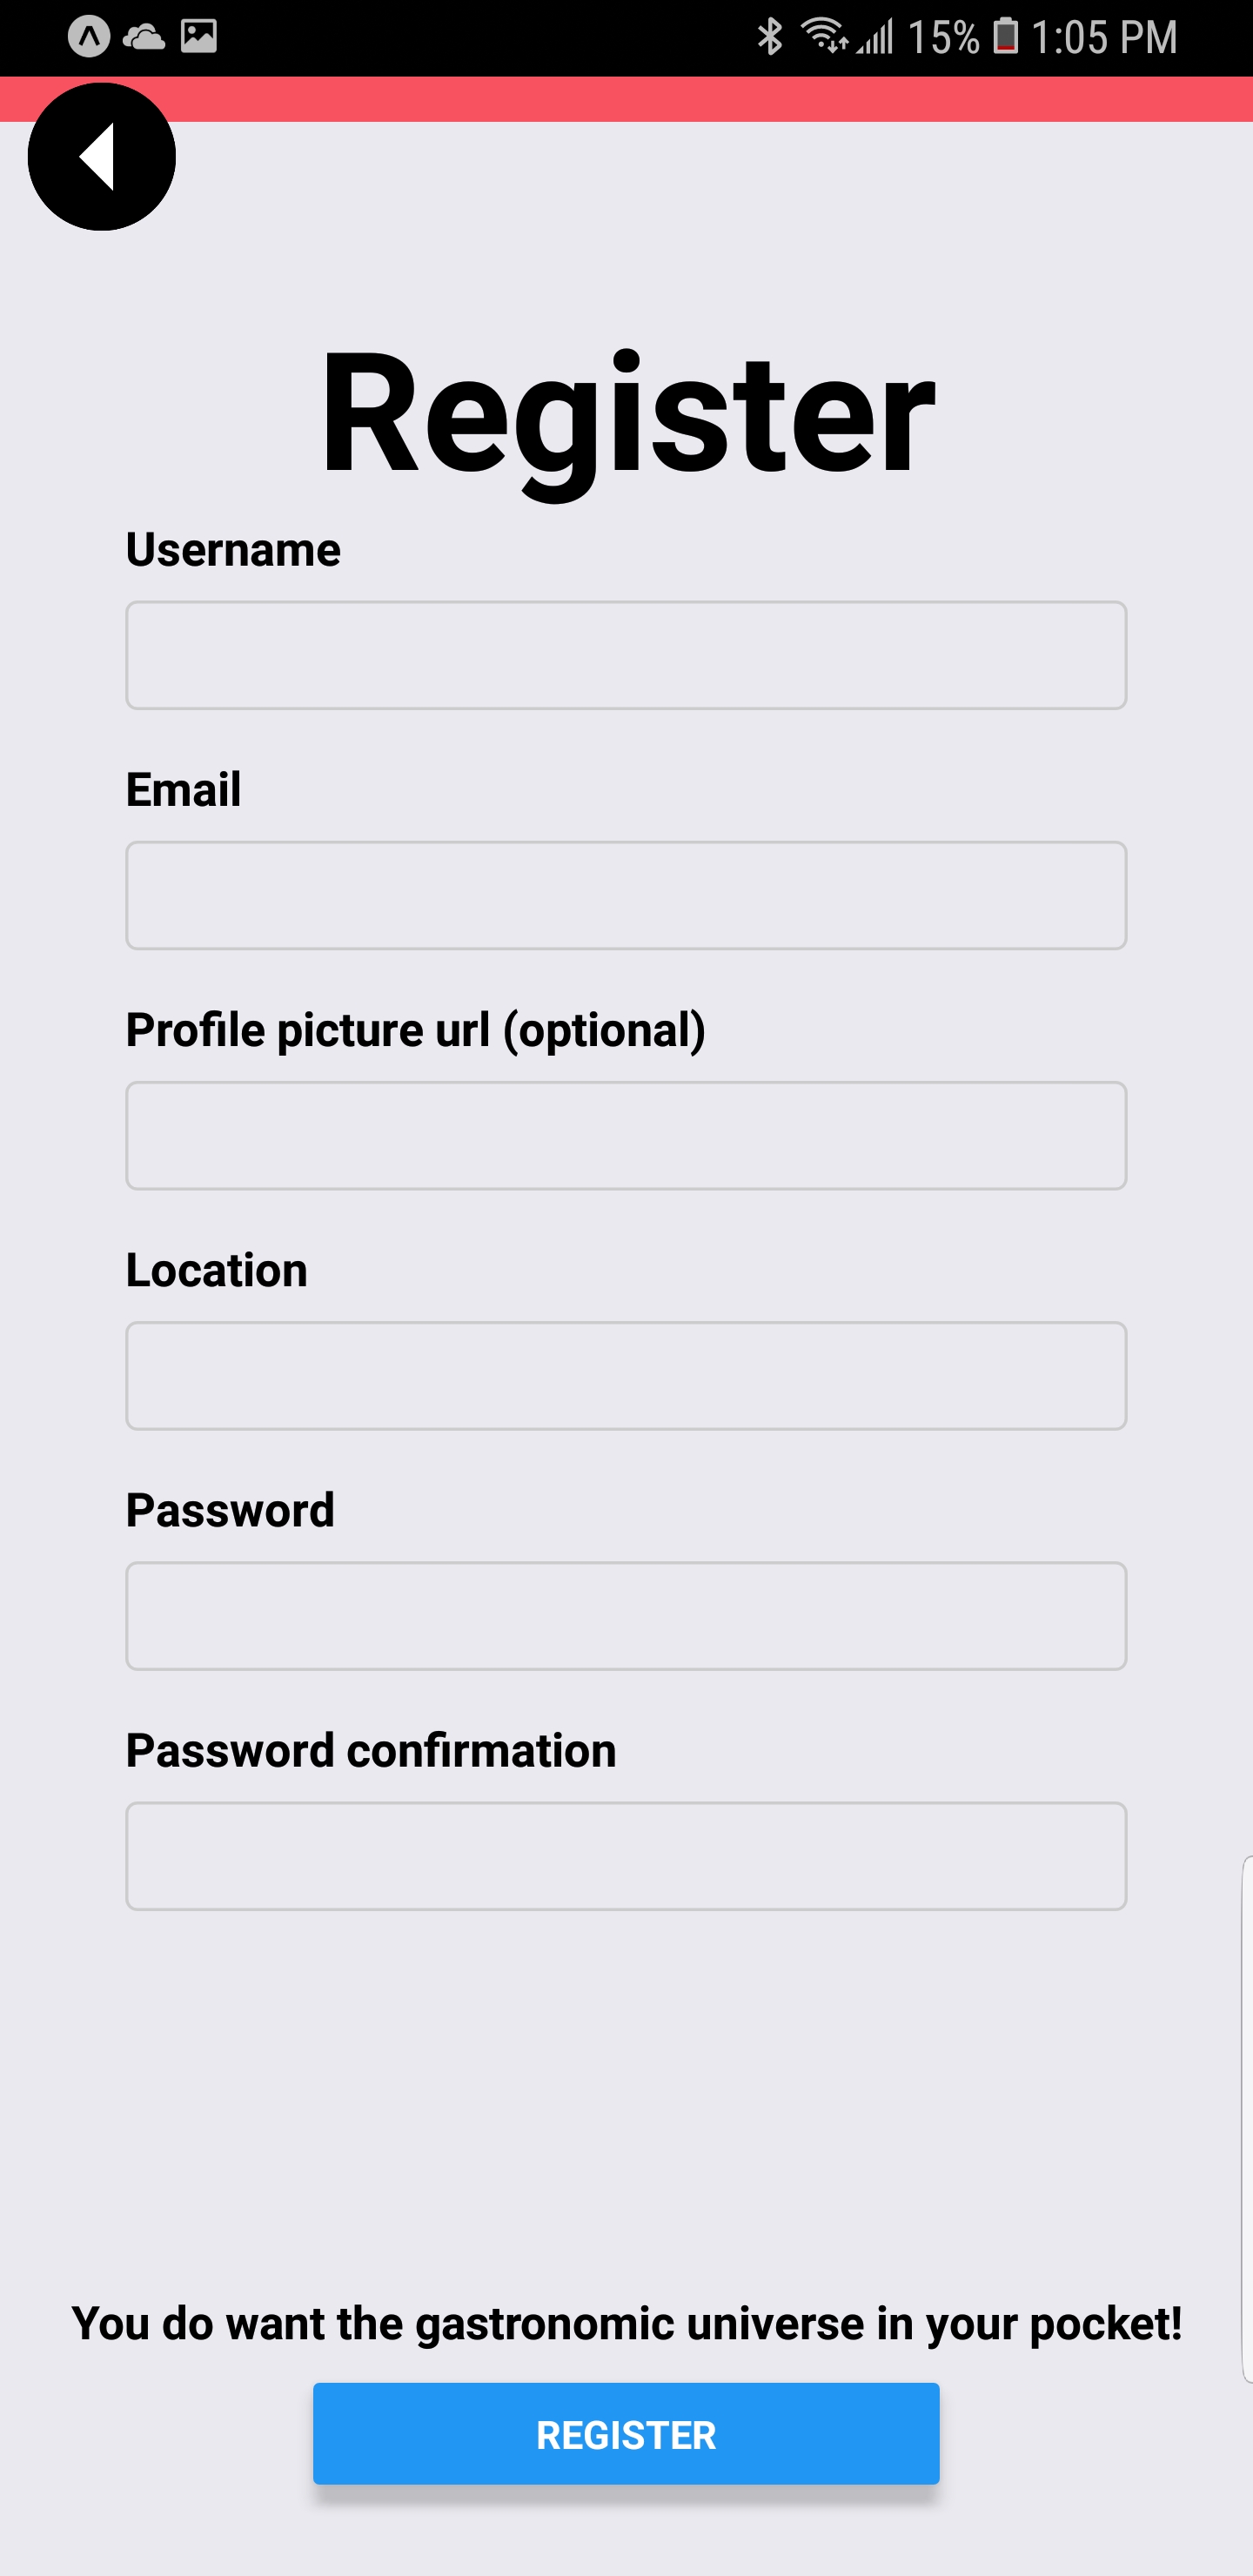 15% 1:05 PM
Register
Username
Email
Profile picture url (optional)
Location
Password
Password confirmation
You do want the gastronomic universe in your pocket!
REGISTER